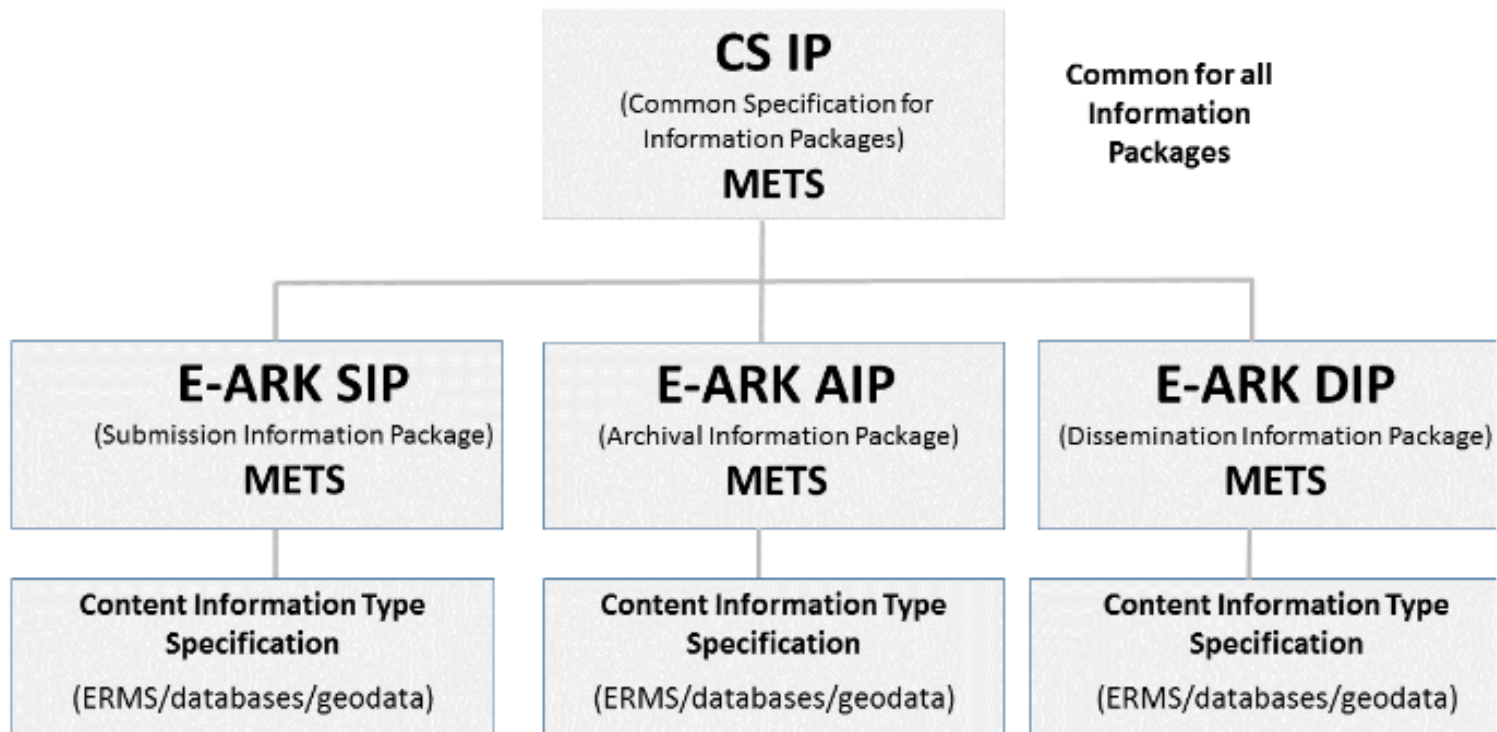 CS IP
(Common Specification for
Information Packages)
METS
Common for all
Information
Packages
E-ARK SIP
(Submission Information Package)
METS
E-ARK AIP
(Archival Information Package)
METS
E-ARK DIP
(Dissemination Information Package)
METS
Content Information Type
Specification
(ERMS/databases/geodata)
Content Information Type
Specification
(ERMS/databases/geodata)
Content Information Type
Specification
(ERMS/databases/geodata)